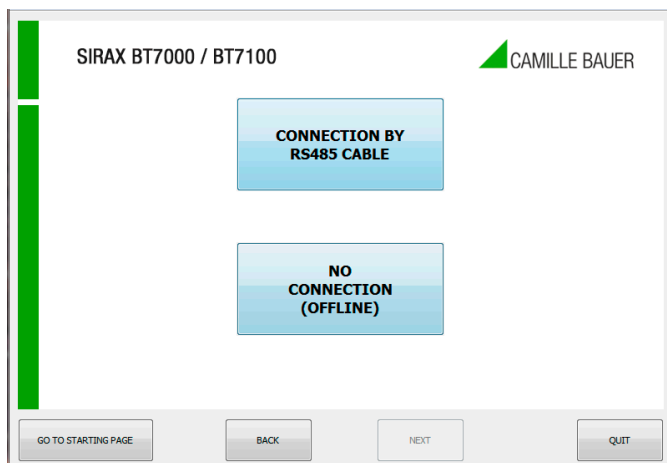 SIRAX BT7000 / BT7100
CAMILLE BAUER
CONNECTION BY
RS485 CABLE
NO
CONNECTION
(OFFLINE)
GO TO STARTING PAGE
BACK
NEXT
QUIT